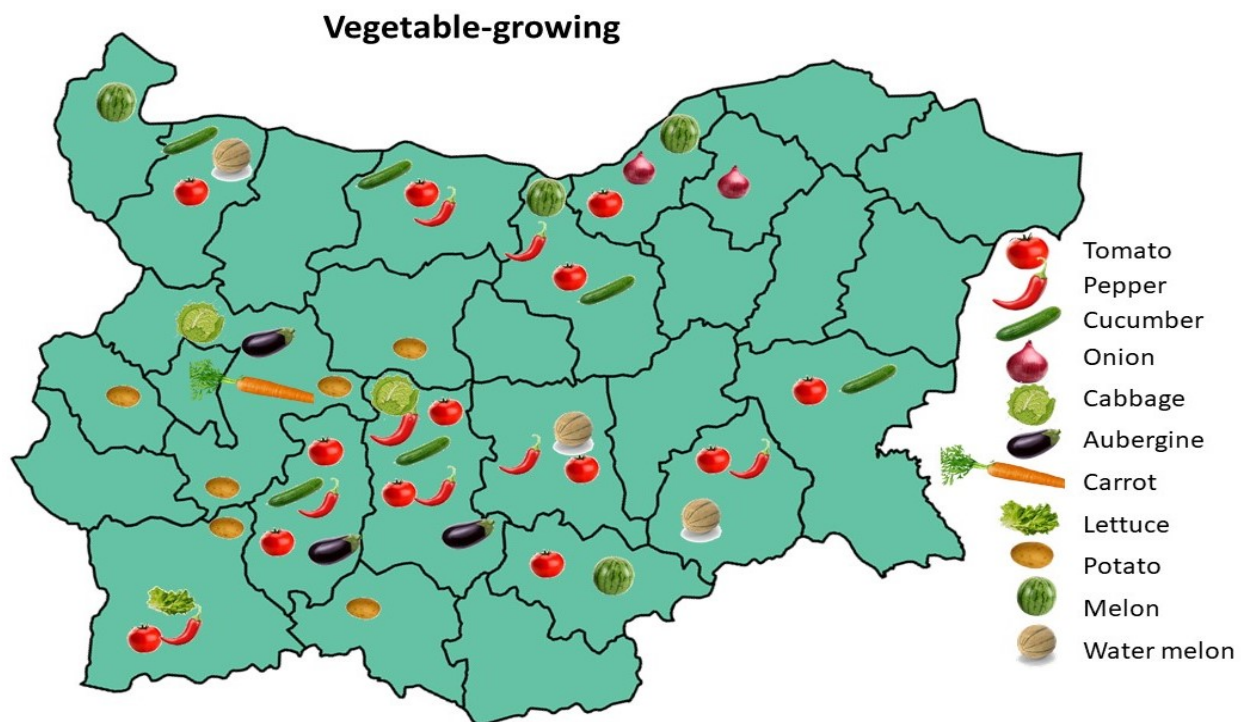 Vegetable-growing
Tomato
Pepper
Cucumber
Onion
Cabbage
Aubergine
Carrot
Lettuce
Potato
Melon
Water melon